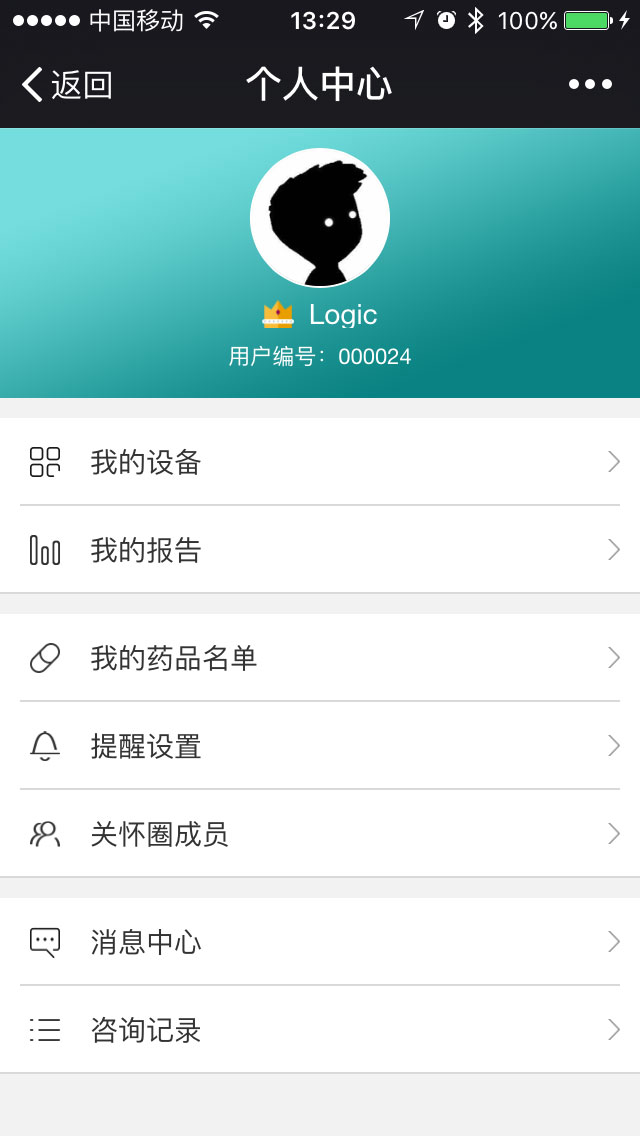 中国移动 13:29 100%
返回 个人中心
Logic
用户编号：000024
我的设备
我的报告
我的药品名单
提醒设置
关怀圈成员
消息中心
咨询记录